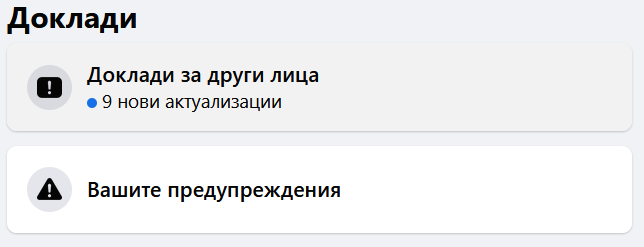 Доклади
Доклади за други лица
9 нови актуализации
Вашите предупреждения